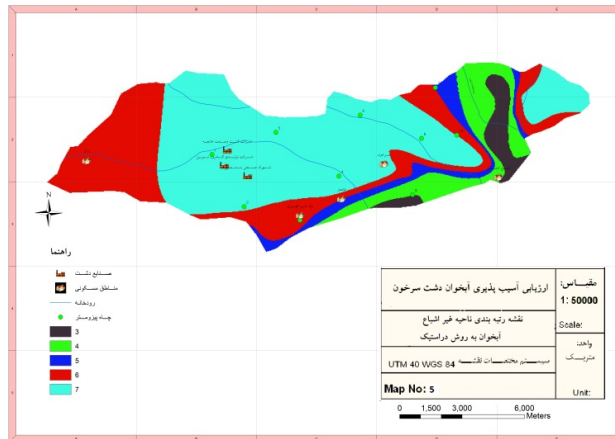 N
راهنما
صنایع دشت
مناطق مسکونی
رودخانه
چاه پیزومتر
3
4
5
6
7
ارزیابی آسیب پذیری آبخوان دشت سرخون
نقشه رتبه بندی ناحیه غیر اشباع
آبخوان به روش دراستیک
سیستم مختصات نقشه UTM 40 WGS 84
Map No: 5
مقیاس:
1: 50000
Scale:
واحد:
متریک
Unit:
0 1,500 3,000 6,000
Meters